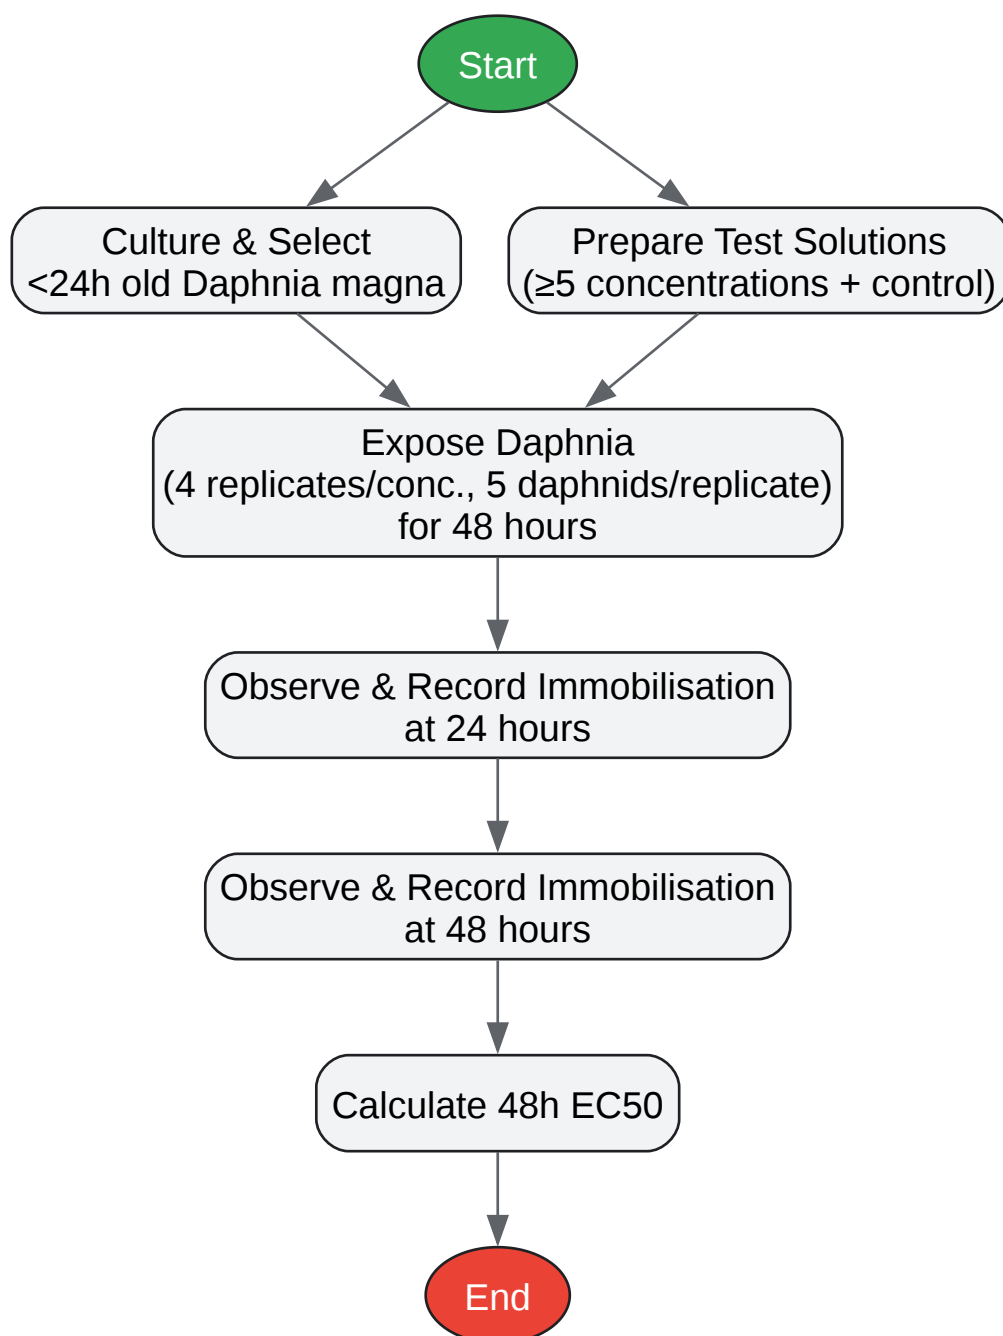 Start
Culture & Select
<24h old Daphnia magna
Prepare Test Solutions
(≥5 concentrations + control)
Expose Daphnia
(4 replicates/conc., 5 daphnids/replicate)
for 48 hours
Observe & Record Immobilisation
at 24 hours
Observe & Record Immobilisation
at 48 hours
Calculate 48h EC50
End